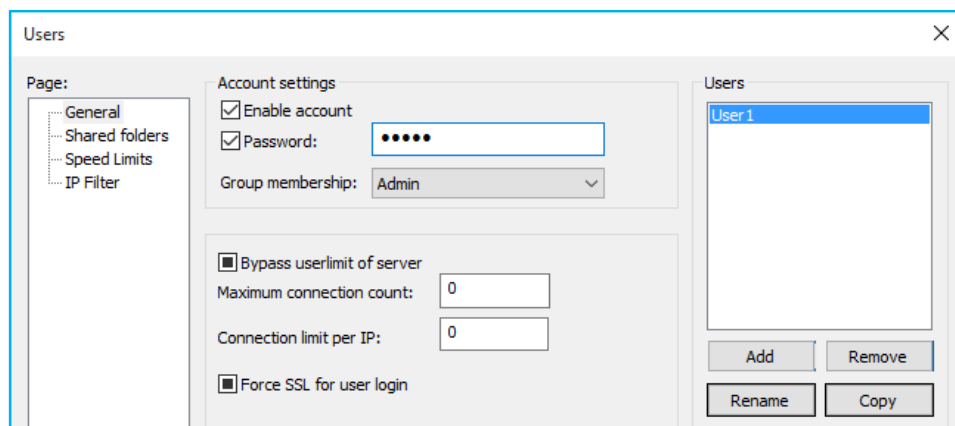 Users
Page:
General
Shared folders
Speed Limits
IP Filter
Account settings
Enable account
Password: •••••
Group membership: Admin
Bypass userlimit of server
Maximum connection count: 0
Connection limit per IP: 0
Force SSL for user login
Users
User1
Add Remove
Rename Copy